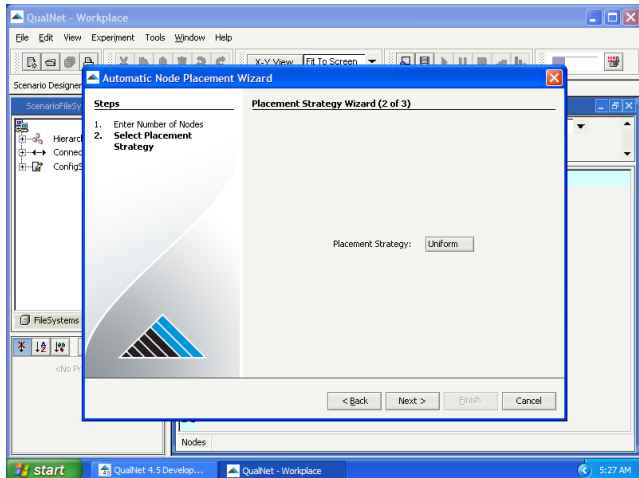 QualNet - Workplace
File Edit View Experiment Tools Window Help
X-Y View Fit To Screen
Scenario Designer
Automatic Node Placement Wizard
ScenarioFileSy
Hierarc
Connec
ConfigS
Steps
1. Enter Number of Nodes
2. Select Placement
Strategy
Placement Strategy Wizard (2 of 3)
Placement Strategy: Uniform
FileSystems
<No Pr
< Back Next > Finish Cancel
Nodes
start QualNet 4.5 Develop... QualNet - Workplace 5:27 AM